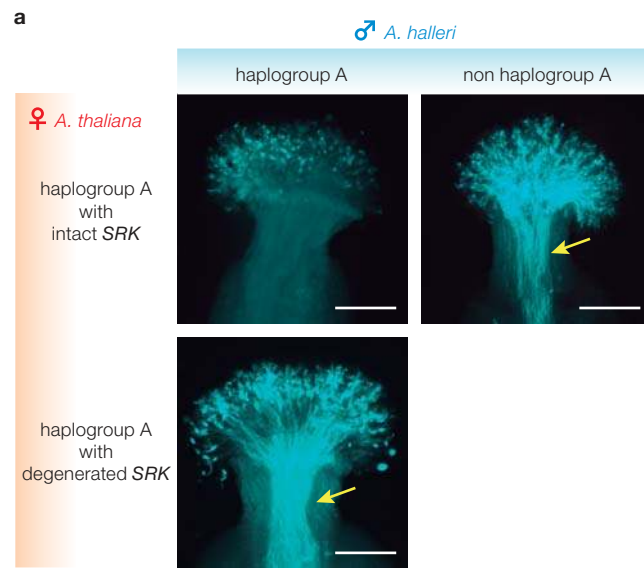 a
♂ A. halleri
haplogroup A
non haplogroup A
♀ A. thaliana
haplogroup A
with
intact SRK
haplogroup A
with
degenerated SRK